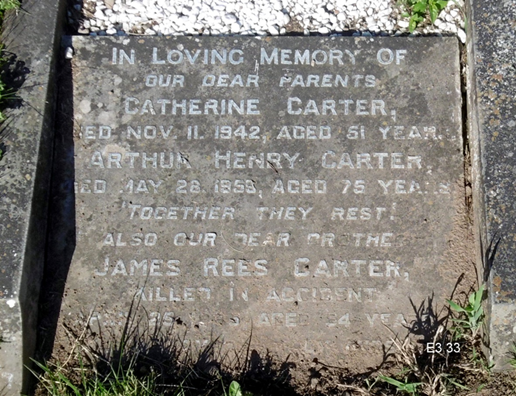 IN LOVING MEMORY OF
OUR DEAR PARENTS
CATHERINE CARTER,
DIED NOV 11. 1942, AGED 51 YEARS
ARTHUR HENRY CARTER,
DIED MAY 28. 1958, AGED 75 YEARS
TOGETHER THEY REST.
ALSO OUR DEAR BROTHER
JAMES REES CARTER,
KILLED IN ACCIDENT
AGED YEARS
E3 33